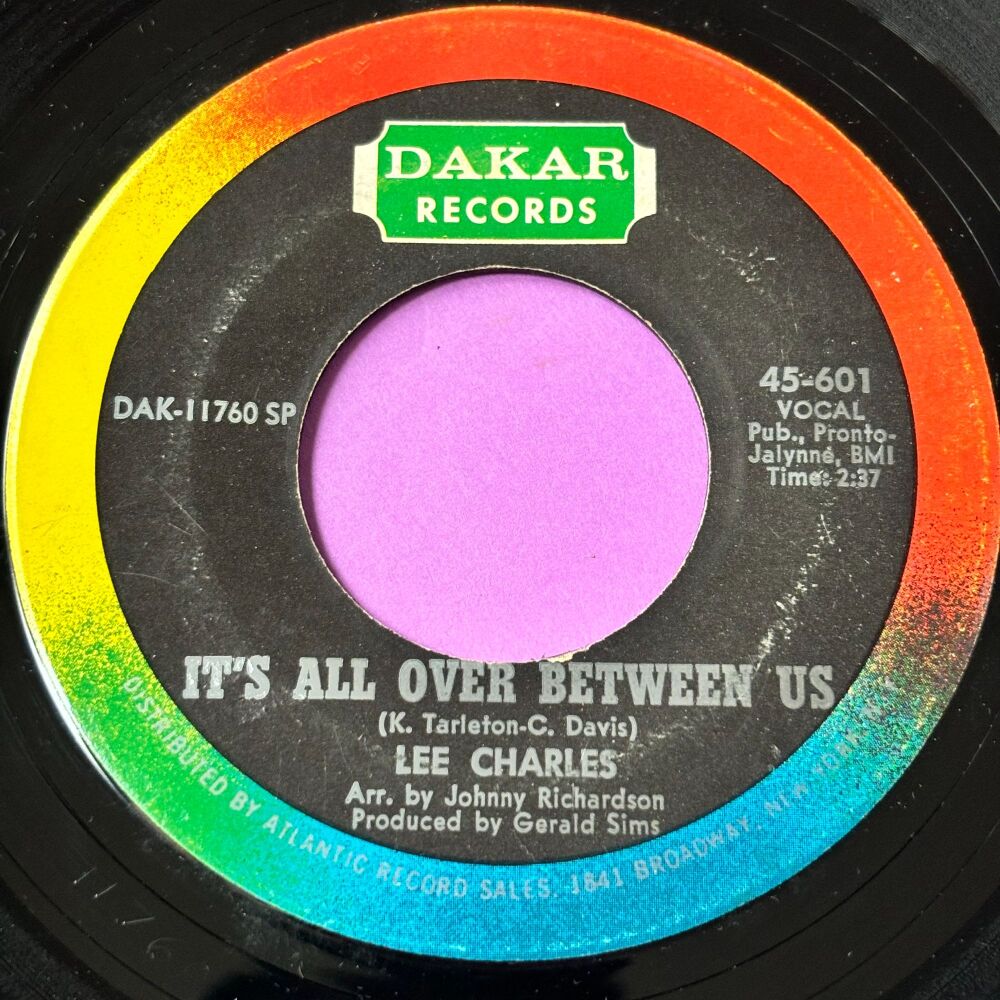 DAKAR
RECORDS
DAK-11760 SP
45-601
VOCAL
Pub., Pronto-
Jalynne, BMI
Time: 2:37
IT'S ALL OVER BETWEEN US
(K. Tarleton-C. Davis)
LEE CHARLES
Arr. by Johnny Richardson
Produced by Gerald Sims
DISTRIBUTED BY ATLANTIC RECORD SALES, 1841 BROADWAY, NEW YORK, N.Y.